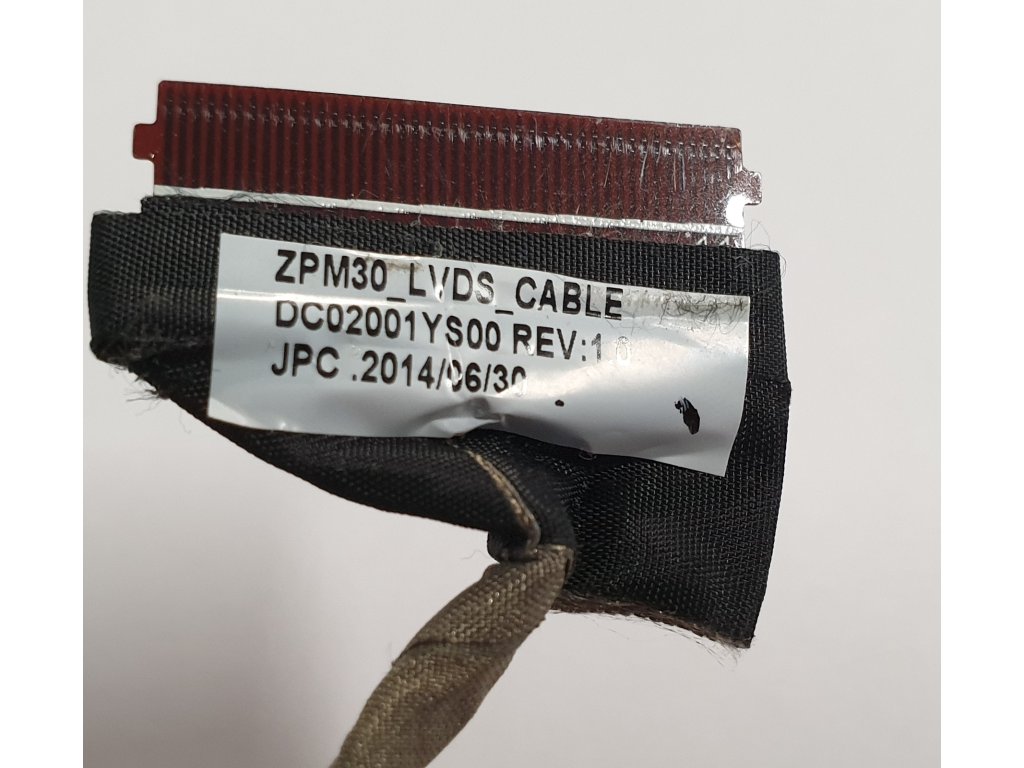 ZPM30_LVDS_CABLE
DC02001YS00 REV:1 0
JPC .2014/06/30